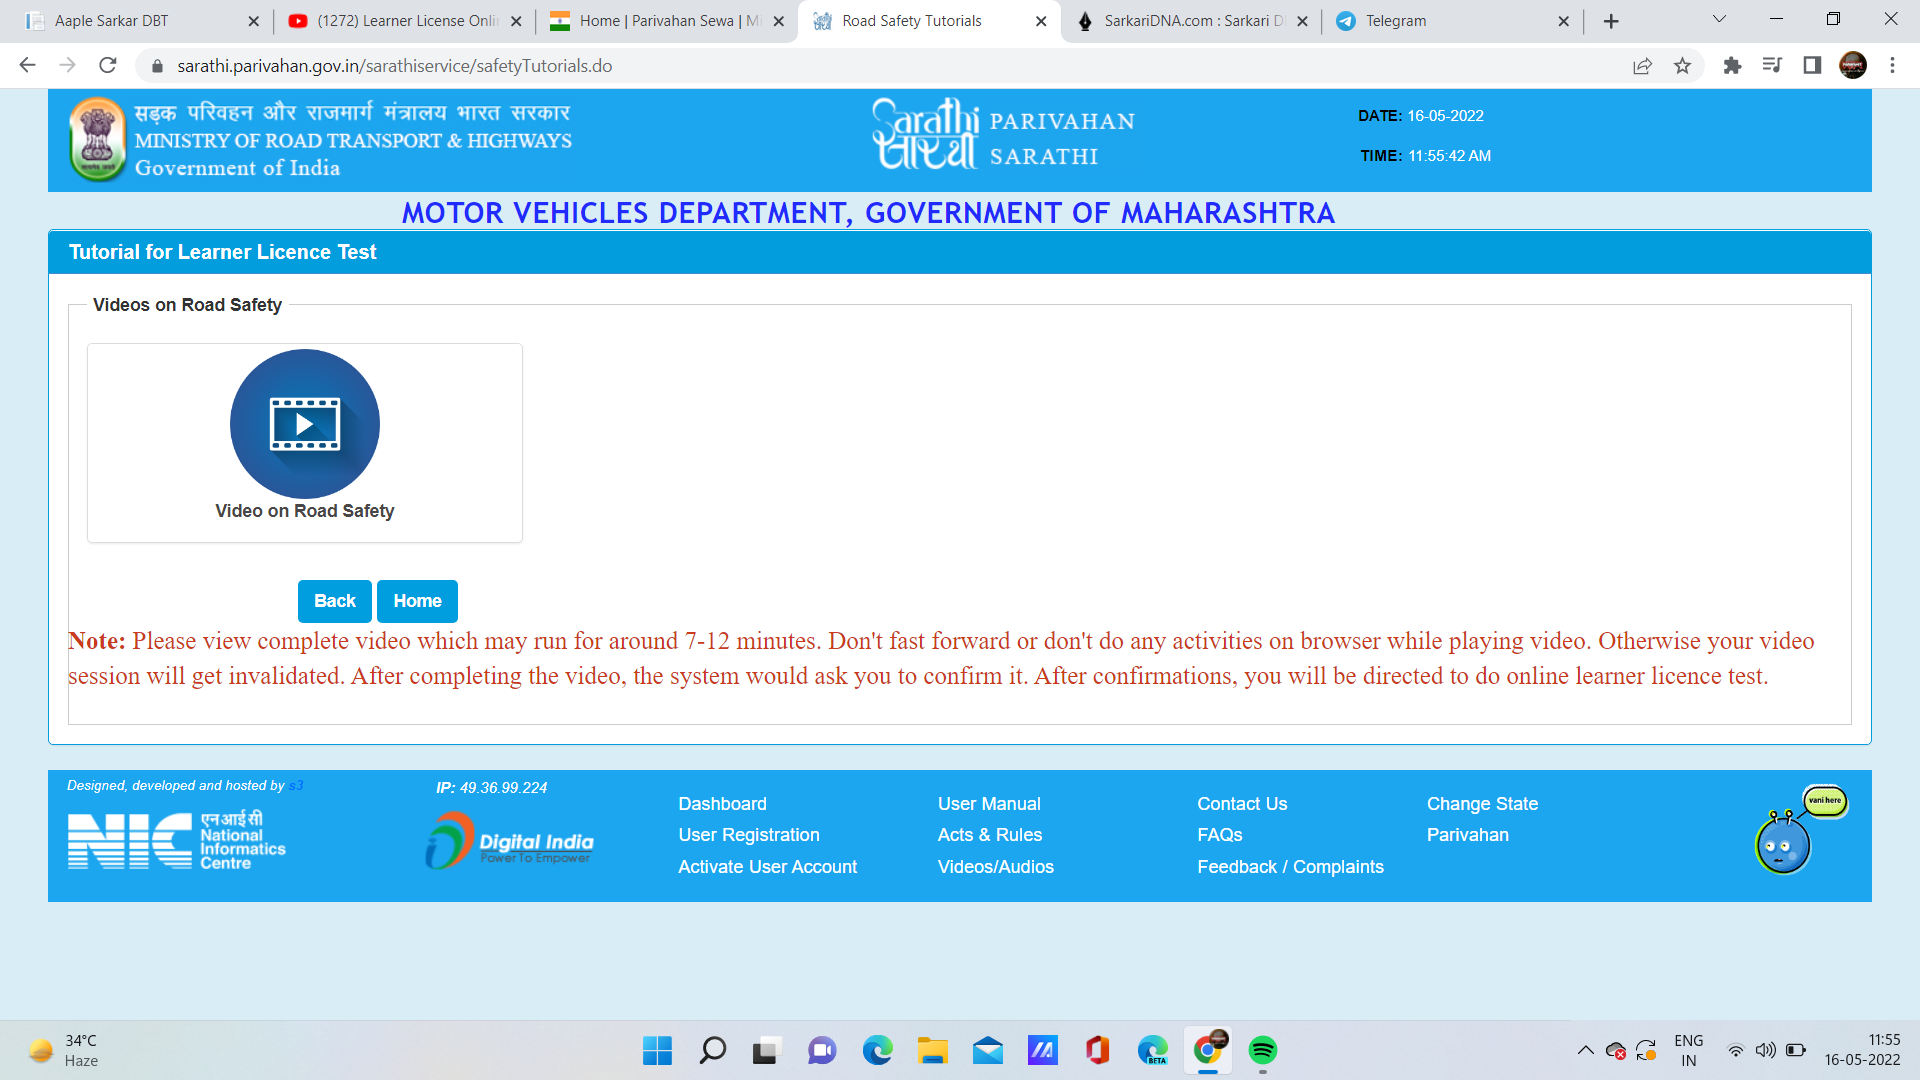 Aaple Sarkar DBT
(1272) Learner License Onli
Home | Parivahan Sewa | Mi
Road Safety Tutorials
SarkariDNA.com : Sarkari D
Telegram
sarathi.parivahan.gov.in/sarathiservice/safetyTutorials.do
सड़क परिवहन और राजमार्ग मंत्रालय भारत सरकार
MINISTRY OF ROAD TRANSPORT & HIGHWAYS
Government of India
Sarathi
सारथी
PARIVAHAN
SARATHI
DATE: 16-05-2022
TIME: 11:55:42 AM
MOTOR VEHICLES DEPARTMENT, GOVERNMENT OF MAHARASHTRA
Tutorial for Learner Licence Test
Videos on Road Safety
Video on Road Safety
Back
Home
Note: Please view complete video which may run for around 7-12 minutes. Don't fast forward or don't do any activities on browser while playing video. Otherwise your video
session will get invalidated. After completing the video, the system would ask you to confirm it. After confirmations, you will be directed to do online learner licence test.
Designed, developed and hosted by s3
NIC
एनआईसी
National
Informatics
Centre
IP: 49.36.99.224
Digital India
Power To Empower
Dashboard
User Registration
Activate User Account
User Manual
Acts & Rules
Videos/Audios
Contact Us
FAQs
Feedback / Complaints
Change State
Parivahan
vani here
34°C
Haze
BETA
ENG
IN
11:55
16-05-2022